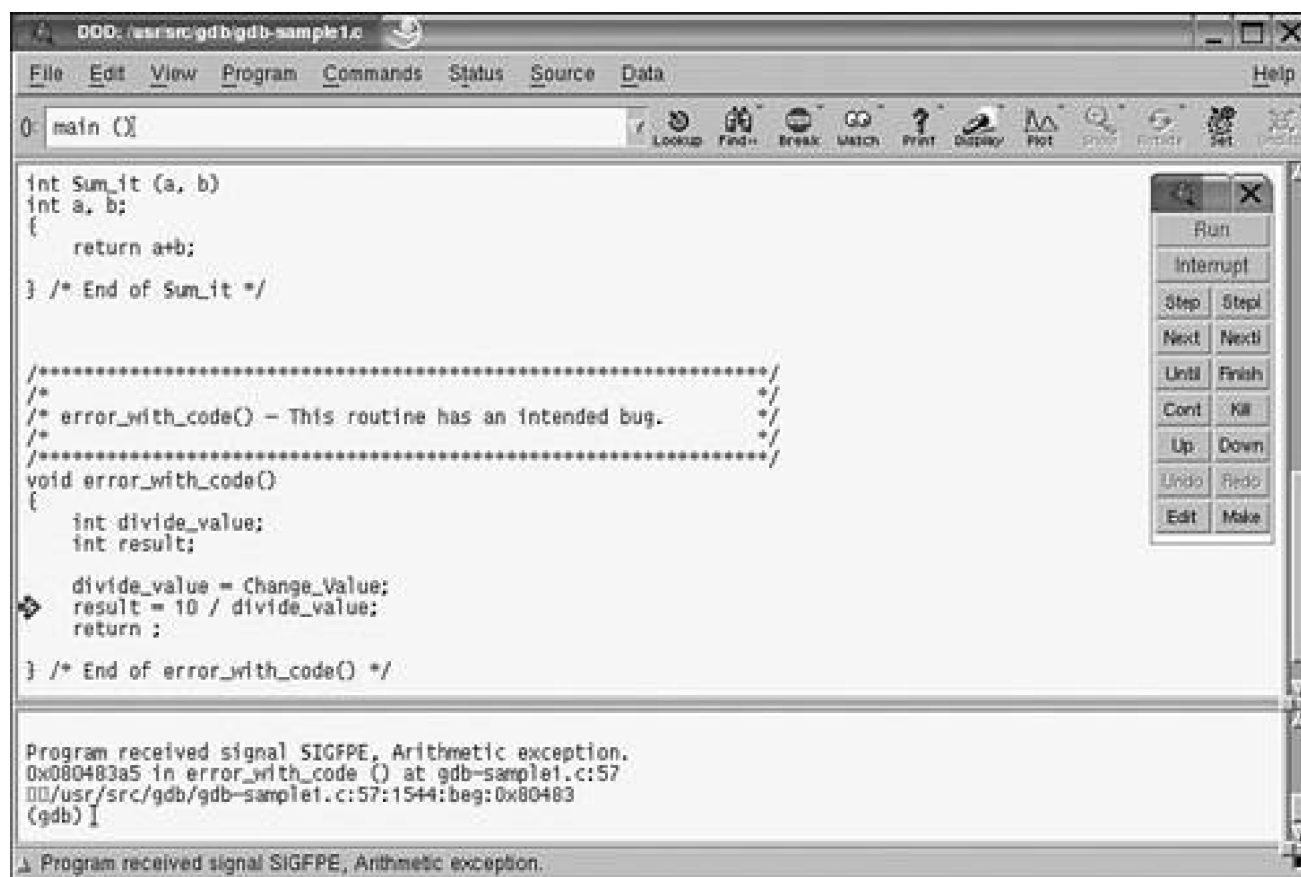 DDD: /usr/src/gdb/gdb-sample1.c
File Edit View Program Commands Status Source Data Help
(): main () Lookup Find» Break Watch Print Display Plot Set
int Sum_it (a, b)
int a, b;
{
return a+b;
} /* End of Sum_it */
/*****************************************************************/
/* */
/* error_with_code() – This routine has an intended bug. */
/* */
/*****************************************************************/
void error_with_code()
{
int divide_value;
int result;
divide_value = Change_Value;
result = 10 / divide_value;
return ;
} /* End of error_with_code() */
Run
Interrupt
Step Stepi
Next Nexti
Until Finish
Cont Kill
Up Down
Undo Redo
Edit Make
Program received signal SIGFPE, Arithmetic exception.
0x080483a5 in error_with_code () at gdb-sample1.c:57
/usr/src/gdb/gdb-sample1.c:57:1544:beg:0x80483
(gdb)
Program received signal SIGFPE, Arithmetic exception.